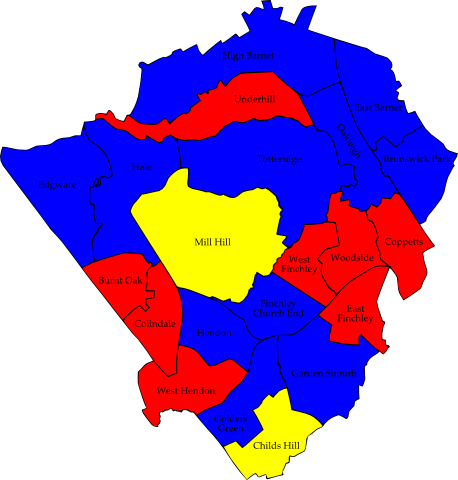 High Barnet
Underhill
East Barnet
Oakleigh
Brunswick Park
Edgware
Hale
Totteridge
Mill Hill
Coppetts
West
Finchley
Woodside
Burnt Oak
Colindale
Finchley
Church End
East
Finchley
Hendon
Garden Suburb
West Hendon
Golders
Green
Childs Hill